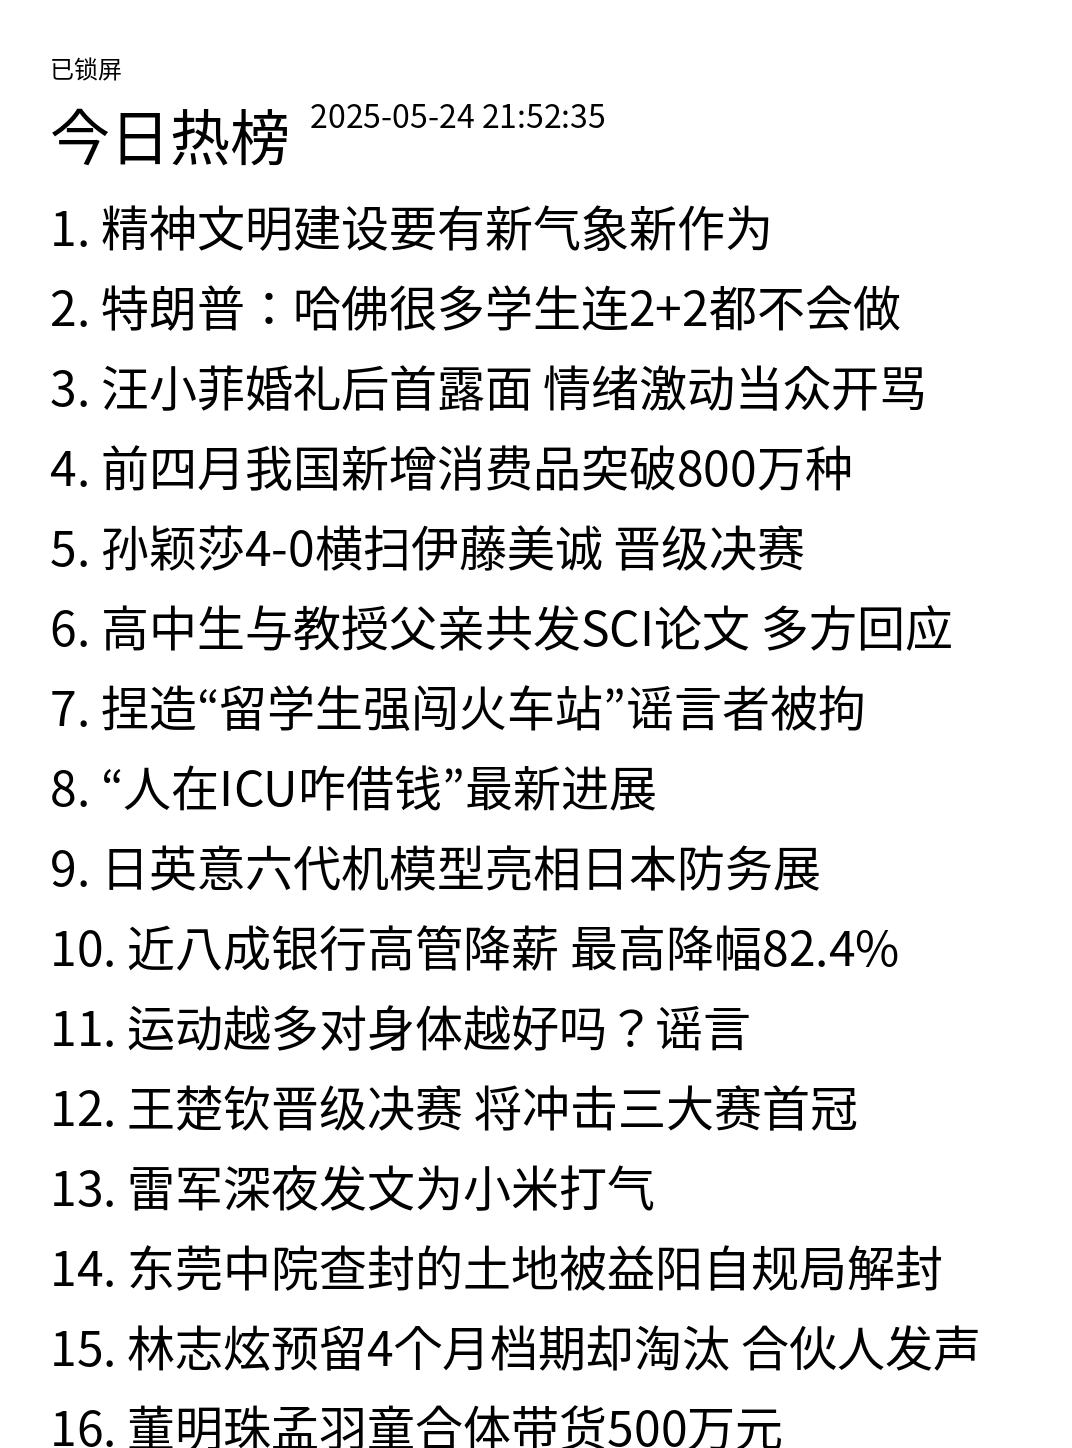 已锁屏
今日热榜 2025-05-24 21:52:35
1. 精神文明建设要有新气象新作为
2. 特朗普：哈佛很多学生连2+2都不会做
3. 汪小菲婚礼后首露面 情绪激动当众开骂
4. 前四月我国新增消费品突破800万种
5. 孙颖莎4-0横扫伊藤美诚 晋级决赛
6. 高中生与教授父亲共发SCI论文 多方回应
7. 捏造“留学生强闯火车站”谣言者被拘
8. “人在ICU咋借钱”最新进展
9. 日英意六代机模型亮相日本防务展
10. 近八成银行高管降薪 最高降幅82.4%
11. 运动越多对身体越好吗？谣言
12. 王楚钦晋级决赛 将冲击三大赛首冠
13. 雷军深夜发文为小米打气
14. 东莞中院查封的土地被益阳自规局解封
15. 林志炫预留4个月档期却淘汰 合伙人发声
16. 董明珠孟羽童合体带货500万元